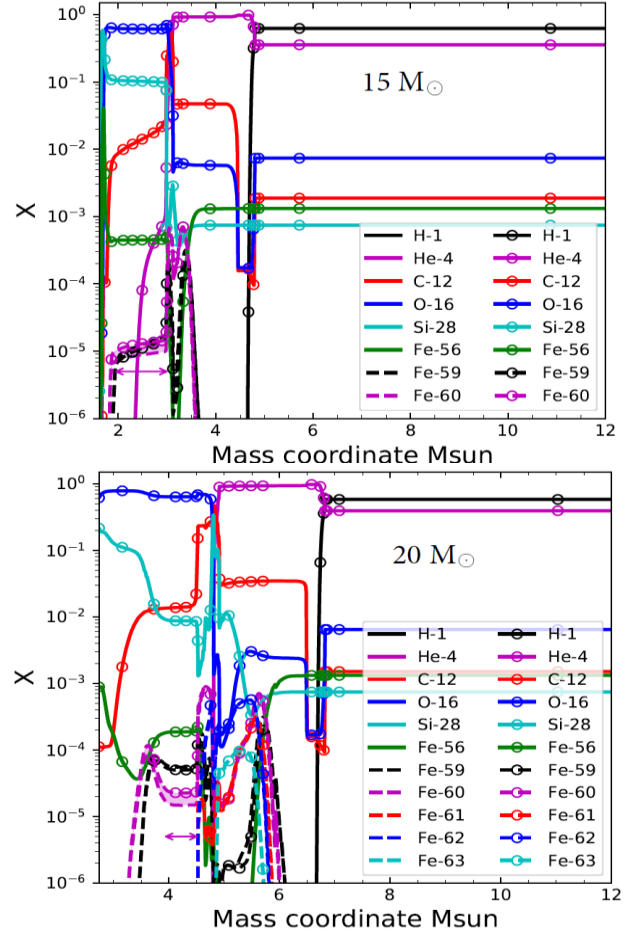 10⁰
10⁻¹
10⁻²
10⁻³
10⁻⁴
10⁻⁵
10⁻⁶
X
15 M☉
H-1 H-1
He-4 He-4
C-12 C-12
O-16 O-16
Si-28 Si-28
Fe-56 Fe-56
Fe-59 Fe-59
Fe-60 Fe-60
2 4 6 8 10 12
Mass coordinate Msun
10⁰
10⁻¹
10⁻²
10⁻³
10⁻⁴
10⁻⁵
10⁻⁶
X
20 M☉
H-1 H-1
He-4 He-4
C-12 C-12
O-16 O-16
Si-28 Si-28
Fe-56 Fe-56
Fe-59 Fe-59
Fe-60 Fe-60
Fe-61 Fe-61
Fe-62 Fe-62
Fe-63 Fe-63
4 6 8 10 12
Mass coordinate Msun